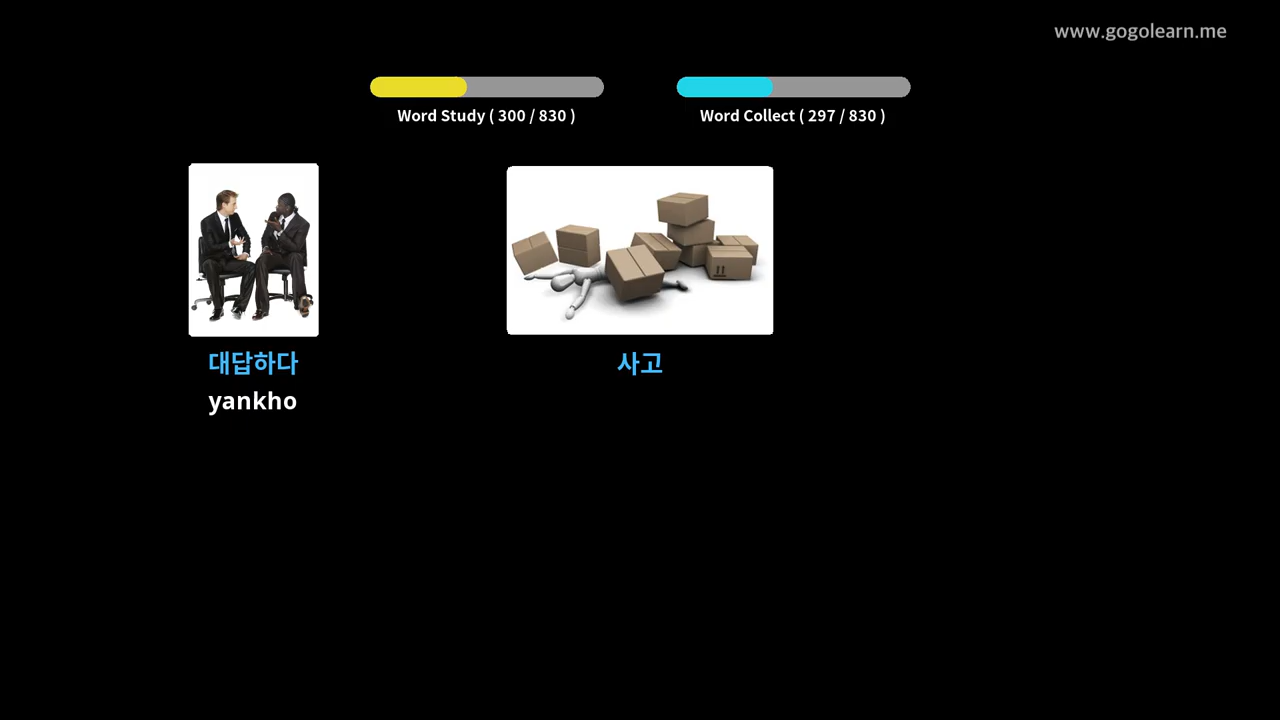 www.gogolearn.me
Word Study ( 300 / 830 )
Word Collect ( 297 / 830 )
대답하다
yankho
사고